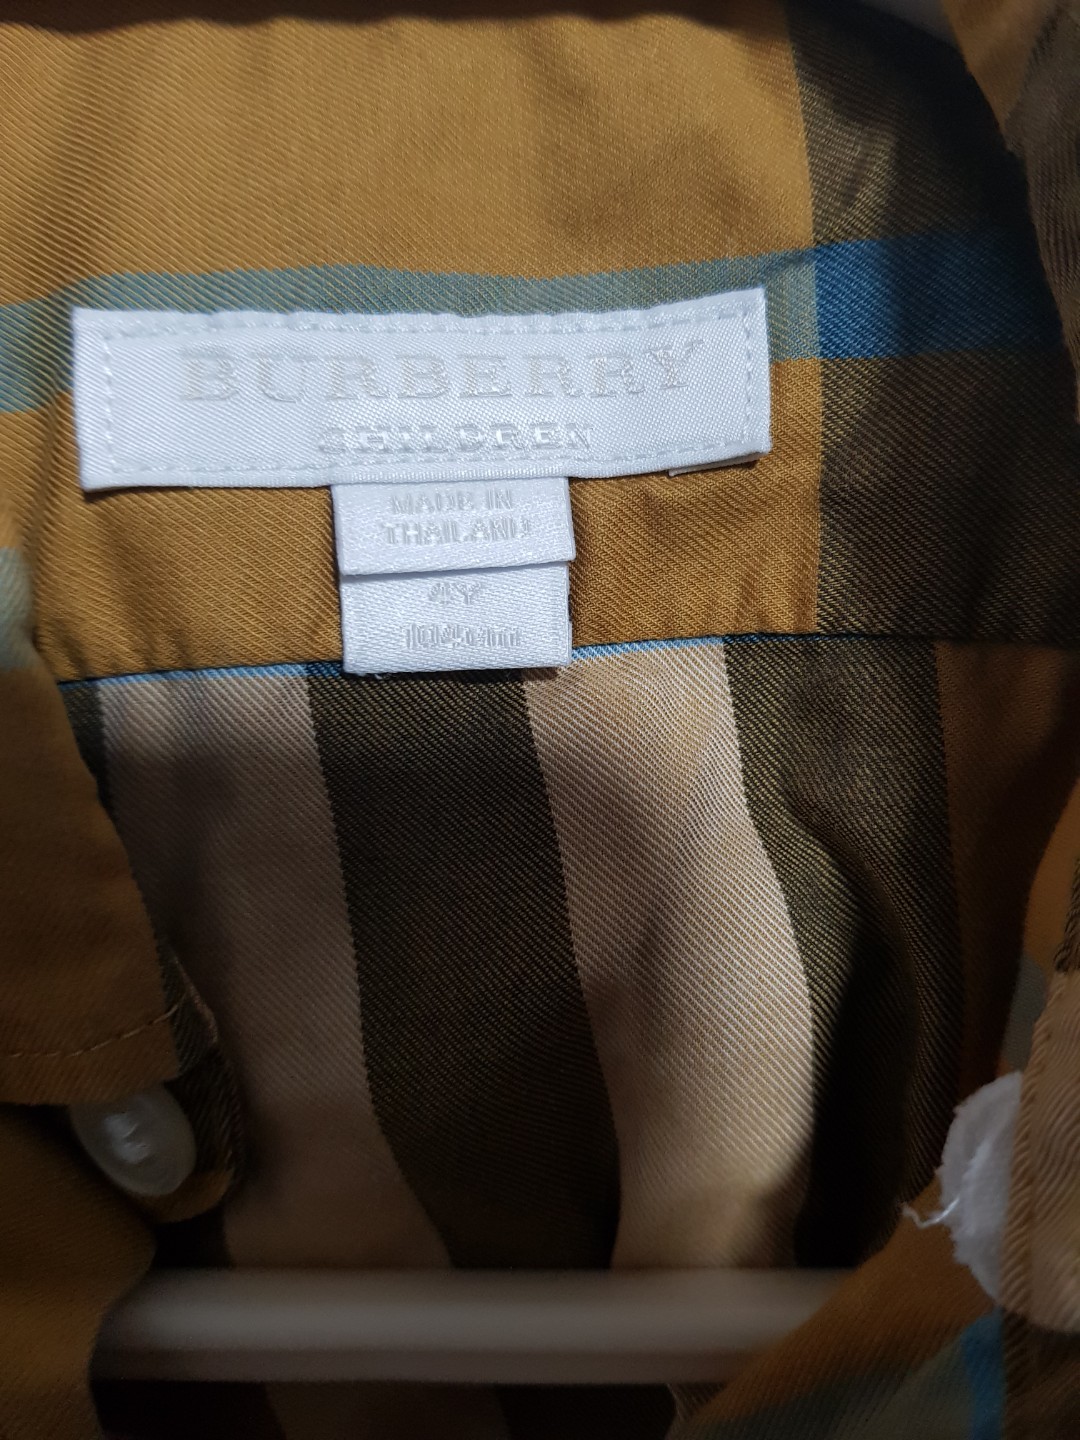 BURBERRY
CHILDREN
MADE IN
THAILAND
4Y
104cm